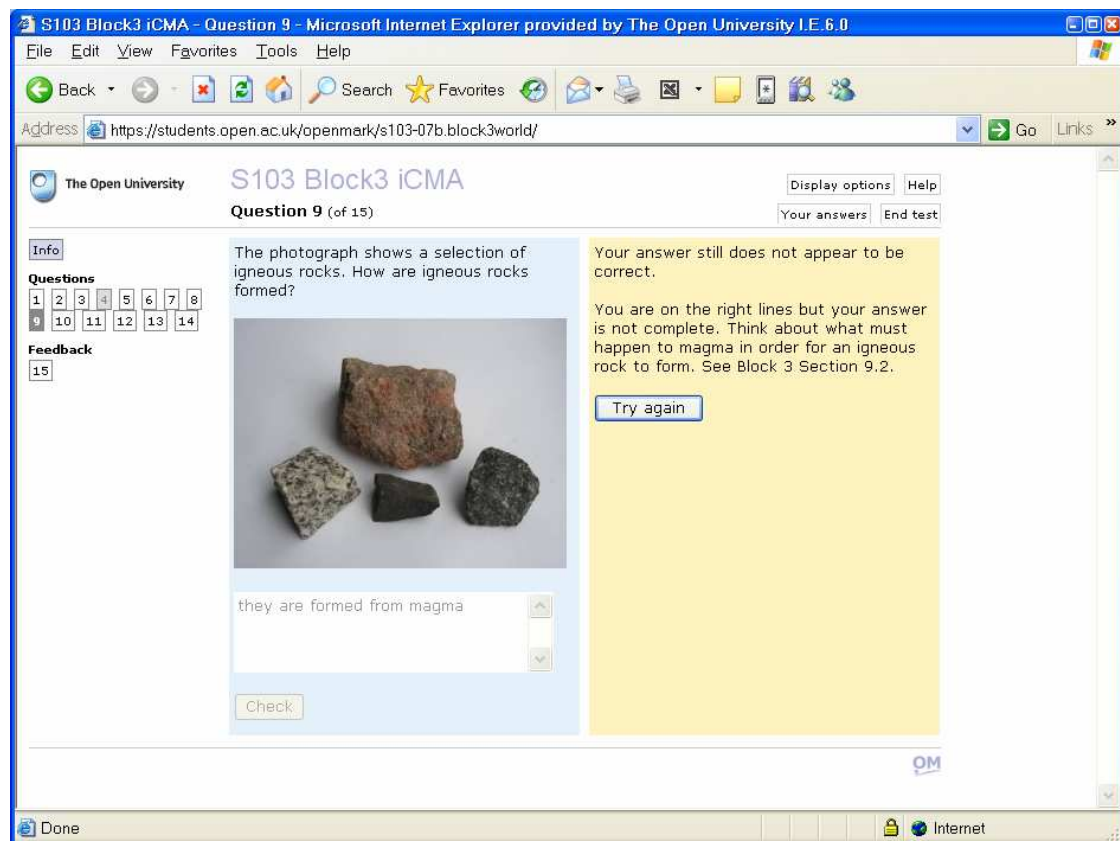 S103 Block3 iCMA - Question 9 - Microsoft Internet Explorer provided by The Open University I.E.6.0
File Edit View Favorites Tools Help
Back Search Favorites
Address https://students.open.ac.uk/openmark/s103-07b.block3world/ Go Links »
The Open University
S103 Block3 iCMA
Question 9 (of 15)
Display options Help
Your answers End test
Info
Questions
1 2 3 4 5 6 7 8
9 10 11 12 13 14
Feedback
15
The photograph shows a selection of
igneous rocks. How are igneous rocks
formed?
they are formed from magma
Check
Your answer still does not appear to be
correct.
You are on the right lines but your answer
is not complete. Think about what must
happen to magma in order for an igneous
rock to form. See Block 3 Section 9.2.
Try again
OM
Done Internet